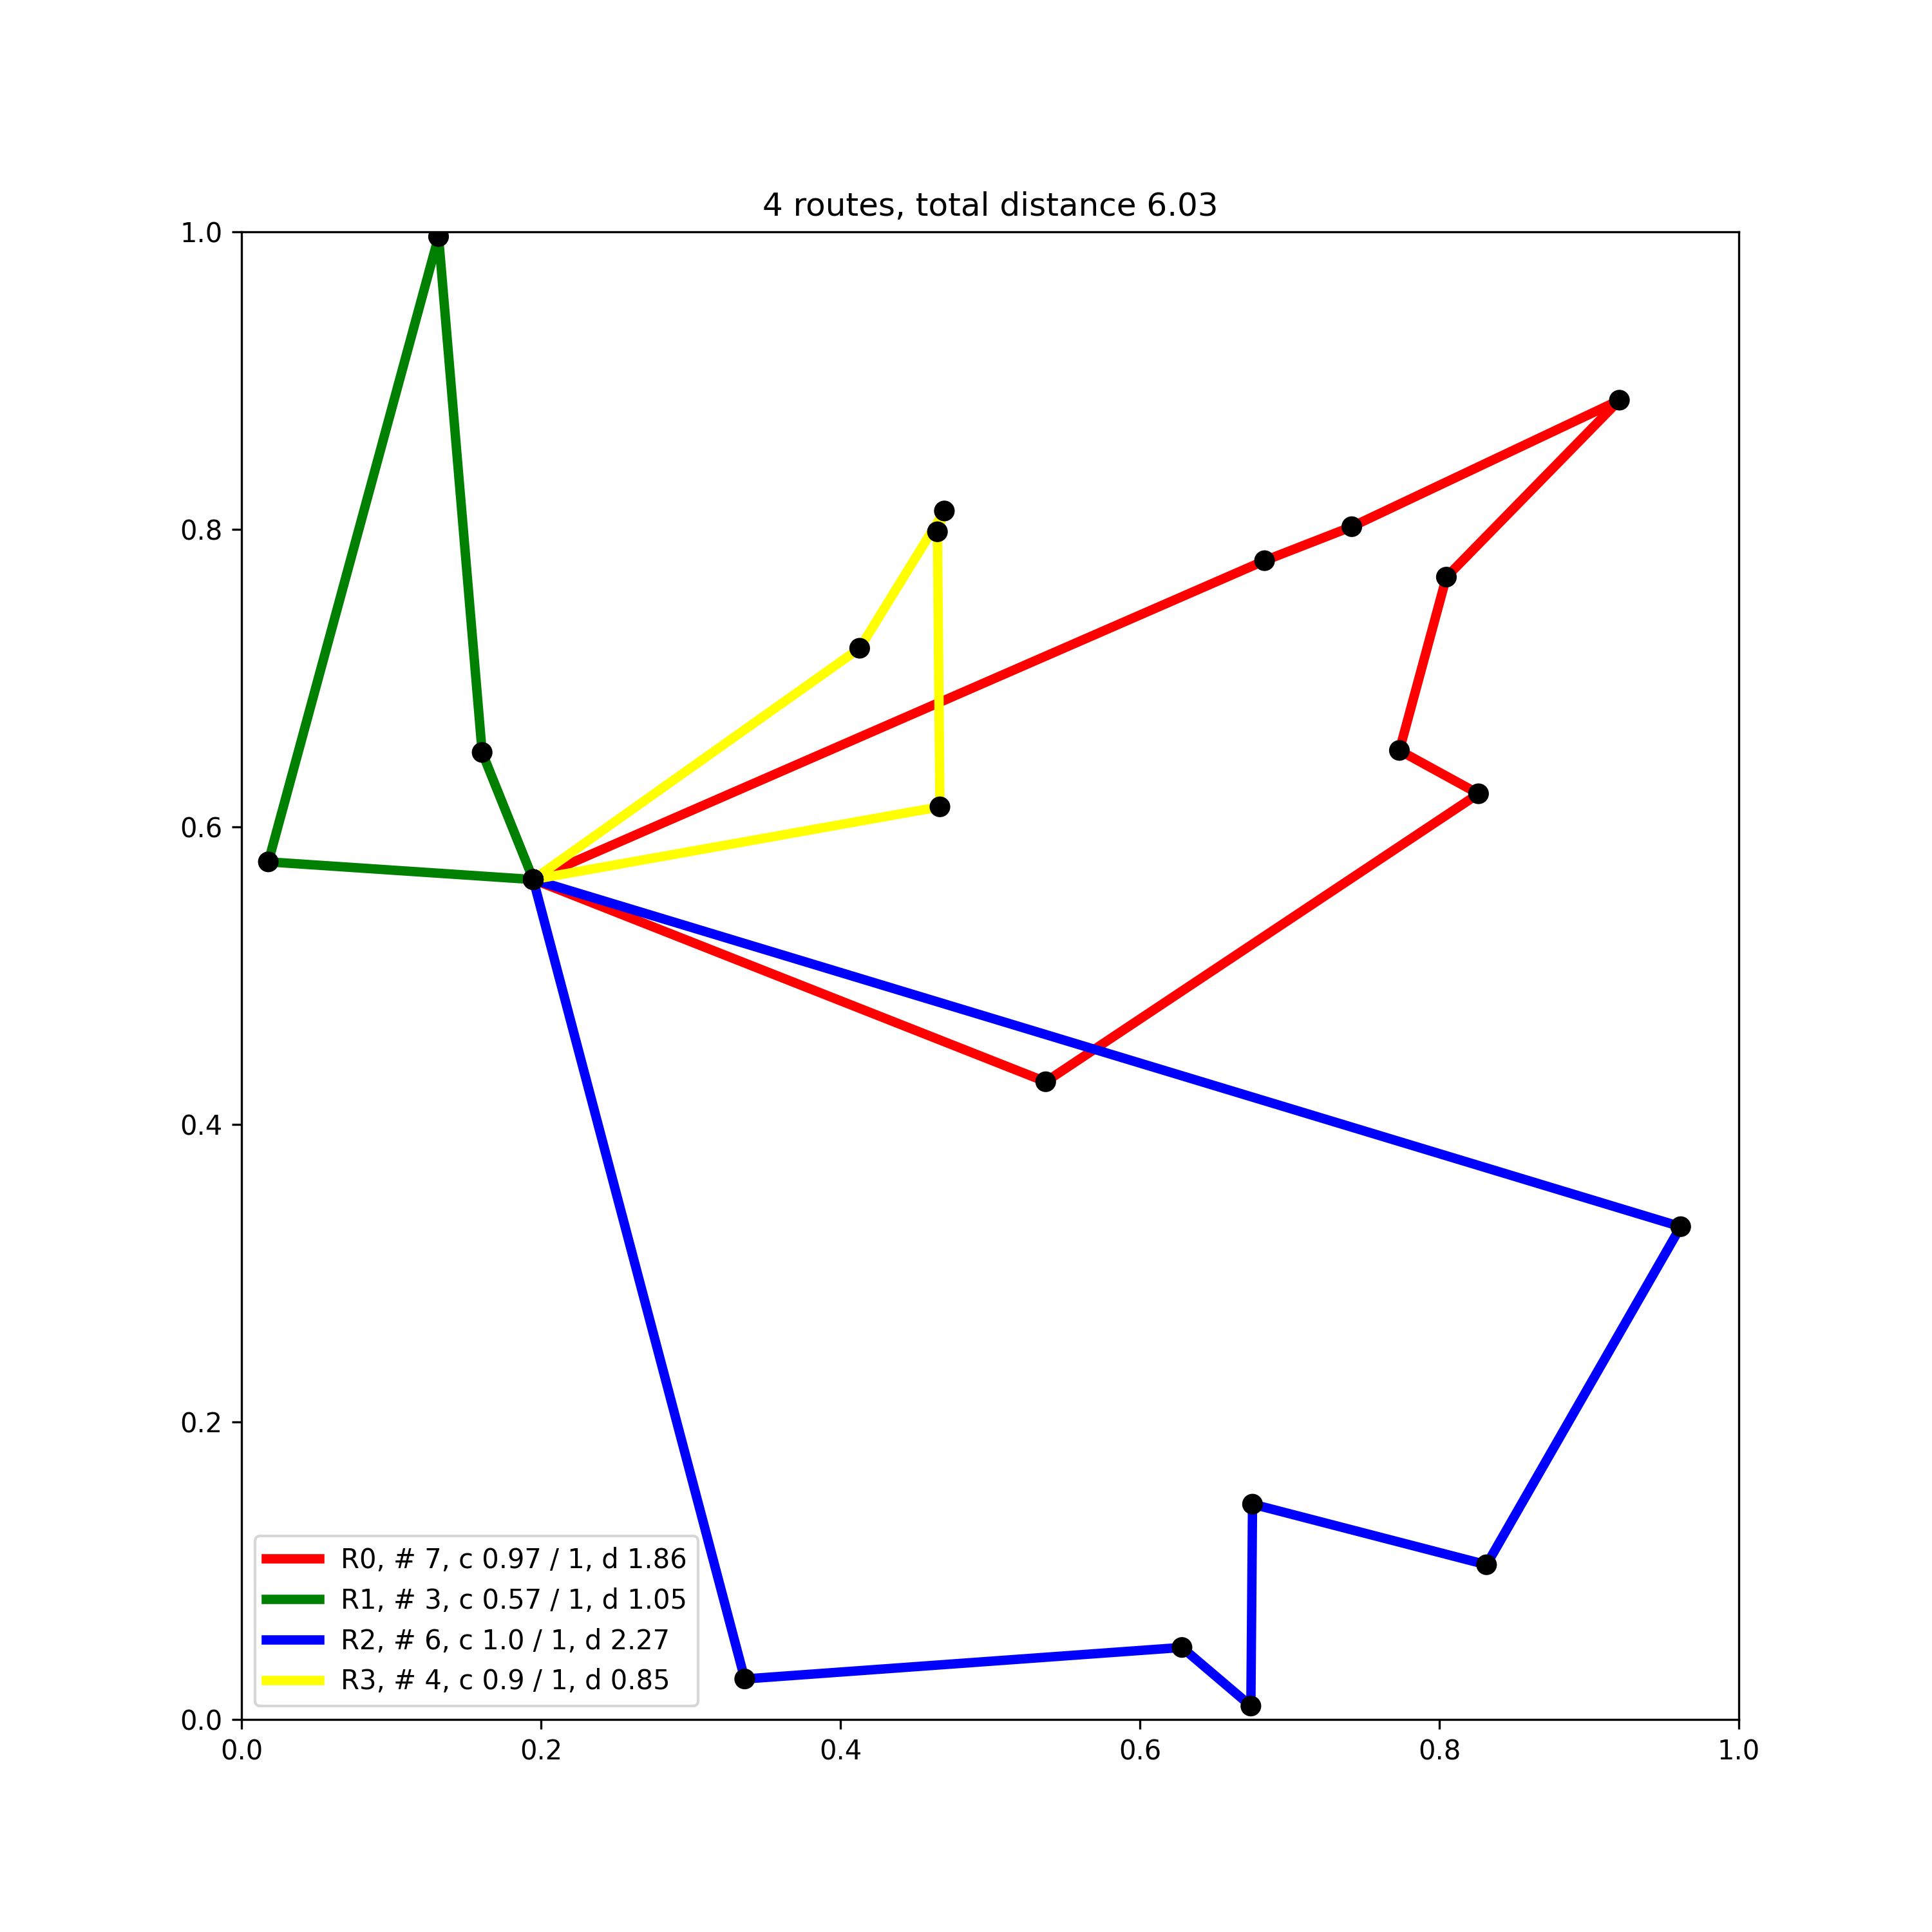 4 routes, total distance 6.03
1.0
0.8
0.6
0.4
0.2
0.0
R0, # 7, c 0.97 / 1, d 1.86
R1, # 3, c 0.57 / 1, d 1.05
R2, # 6, c 1.0 / 1, d 2.27
R3, # 4, c 0.9 / 1, d 0.85
0.0 0.2 0.4 0.6 0.8 1.0